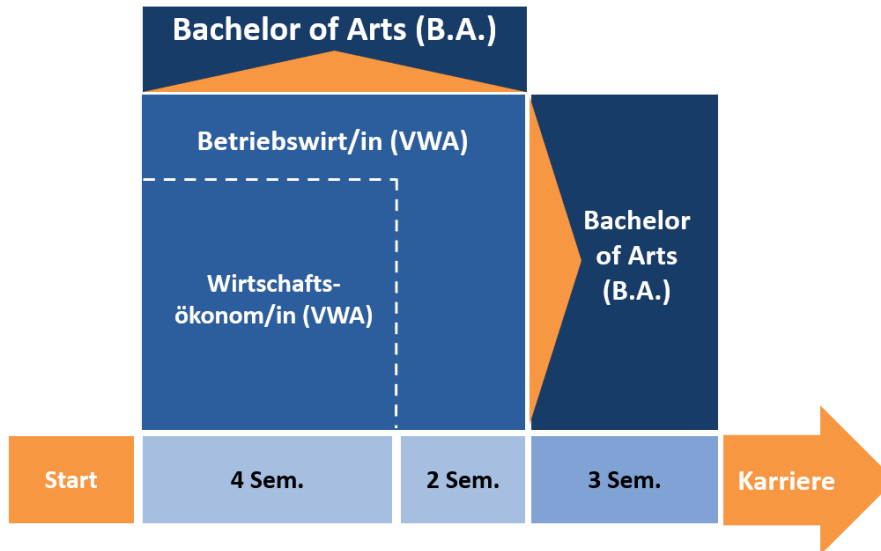 Bachelor of Arts (B.A.)
Betriebswirt/in (VWA)
Wirtschafts-
ökonom/in (VWA)
Bachelor
of Arts
(B.A.)
Start
4 Sem.
2 Sem.
3 Sem.
Karriere